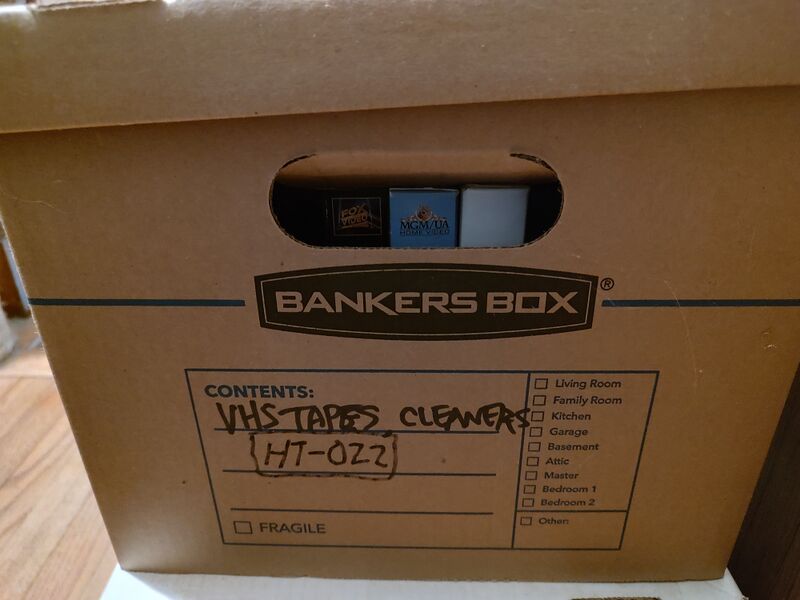 FOX
VIDEO
MGM/UA
HOME VIDEO
BANKERS BOX®
CONTENTS:
VHS TAPES, CLEANERS
HT-022
FRAGILE
Living Room
Family Room
Kitchen
Garage
Basement
Attic
Master
Bedroom 1
Bedroom 2
Other: